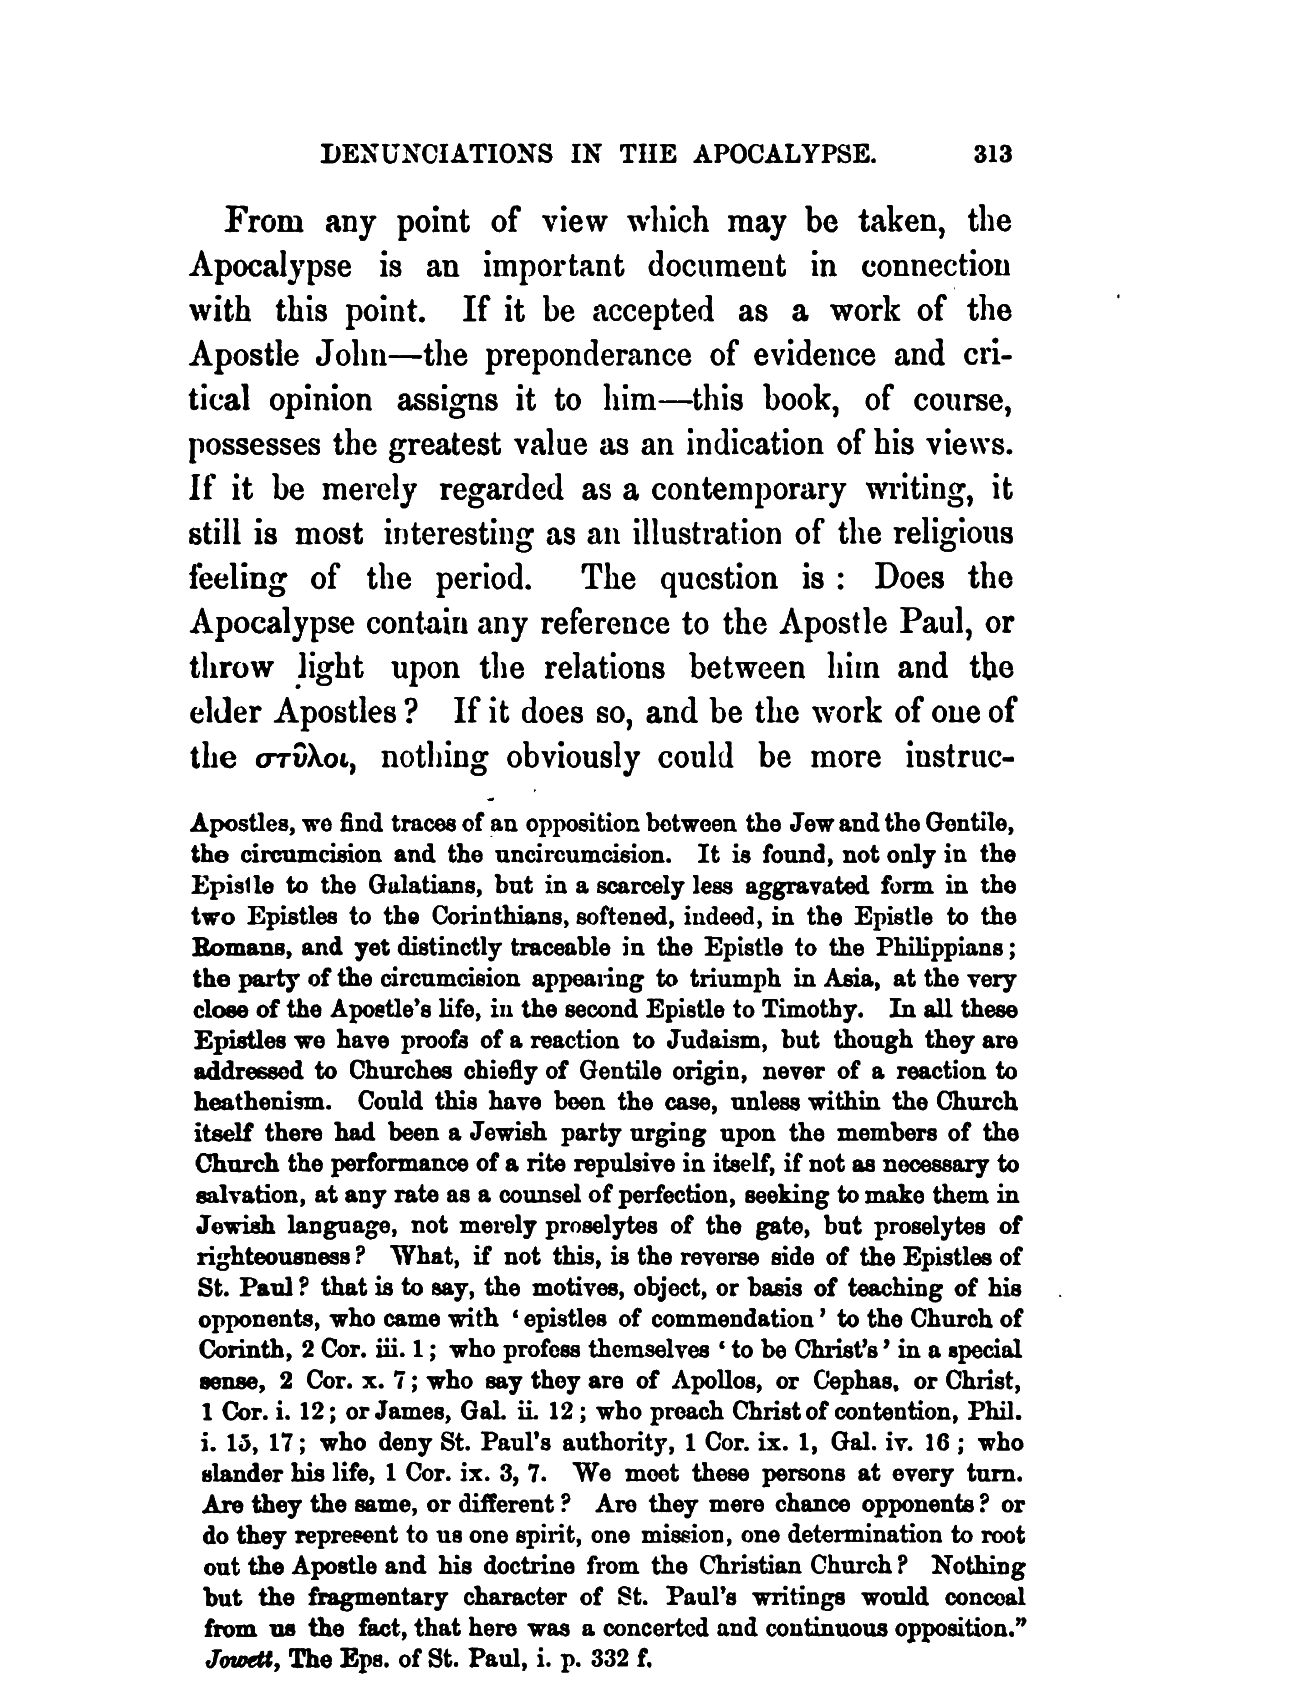 DENUNCIATIONS IN THE APOCALYPSE. 313
From any point of view which may be taken, the
Apocalypse is an important document in connection
with this point. If it be accepted as a work of the
Apostle John—the preponderance of evidence and cri-
tical opinion assigns it to him—this book, of course,
possesses the greatest value as an indication of his views.
If it be merely regarded as a contemporary writing, it
still is most interesting as an illustration of the religious
feeling of the period. The question is : Does the
Apocalypse contain any reference to the Apostle Paul, or
throw light upon the relations between him and the
elder Apostles ? If it does so, and be the work of one of
the στῦλοι, nothing obviously could be more instruc-
Apostles, we find traces of an opposition between the Jew and the Gentile,
the circumcision and the uncircumcision. It is found, not only in the
Epistle to the Galatians, but in a scarcely less aggravated form in the
two Epistles to the Corinthians, softened, indeed, in the Epistle to the
Romans, and yet distinctly traceable in the Epistle to the Philippians ;
the party of the circumcision appearing to triumph in Asia, at the very
close of the Apostle's life, in the second Epistle to Timothy. In all these
Epistles we have proofs of a reaction to Judaism, but though they are
addressed to Churches chiefly of Gentile origin, never of a reaction to
heathenism. Could this have been the case, unless within the Church
itself there had been a Jewish party urging upon the members of the
Church the performance of a rite repulsive in itself, if not as necessary to
salvation, at any rate as a counsel of perfection, seeking to make them in
Jewish language, not merely proselytes of the gate, but proselytes of
righteousness ? What, if not this, is the reverse side of the Epistles of
St. Paul ? that is to say, the motives, object, or basis of teaching of his
opponents, who came with ‘ epistles of commendation ’ to the Church of
Corinth, 2 Cor. iii. 1 ; who profess themselves ‘ to be Christ's ’ in a special
sense, 2 Cor. x. 7 ; who say they are of Apollos, or Cephas, or Christ,
1 Cor. i. 12 ; or James, Gal. ii. 12 ; who preach Christ of contention, Phil.
i. 15, 17 ; who deny St. Paul's authority, 1 Cor. ix. 1, Gal. iv. 16 ; who
slander his life, 1 Cor. ix. 3, 7. We meet these persons at every turn.
Are they the same, or different ? Are they mere chance opponents ? or
do they represent to us one spirit, one mission, one determination to root
out the Apostle and his doctrine from the Christian Church ? Nothing
but the fragmentary character of St. Paul's writings would conceal
from us the fact, that here was a concerted and continuous opposition.”
Jowett, The Eps. of St. Paul, i. p. 332 f.